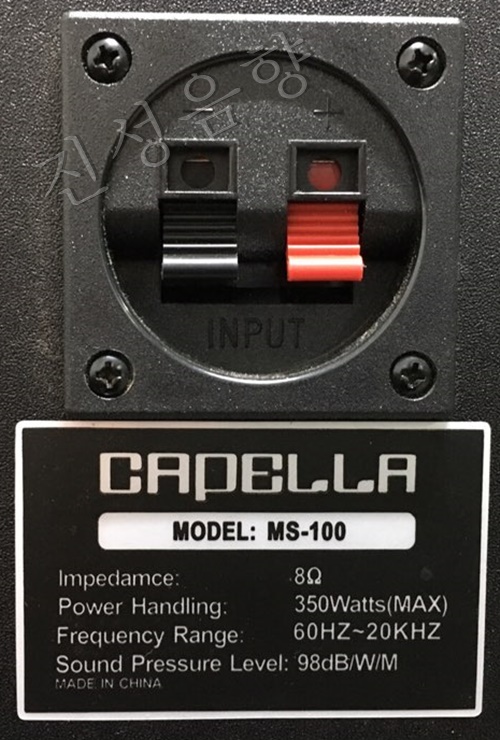 진성음향
- +
INPUT
CAPELLA
MODEL: MS-100
Impedamce: 8Ω
Power Handling: 350Watts(MAX)
Frequency Range: 60HZ~20KHZ
Sound Pressure Level: 98dB/W/M
MADE IN CHINA